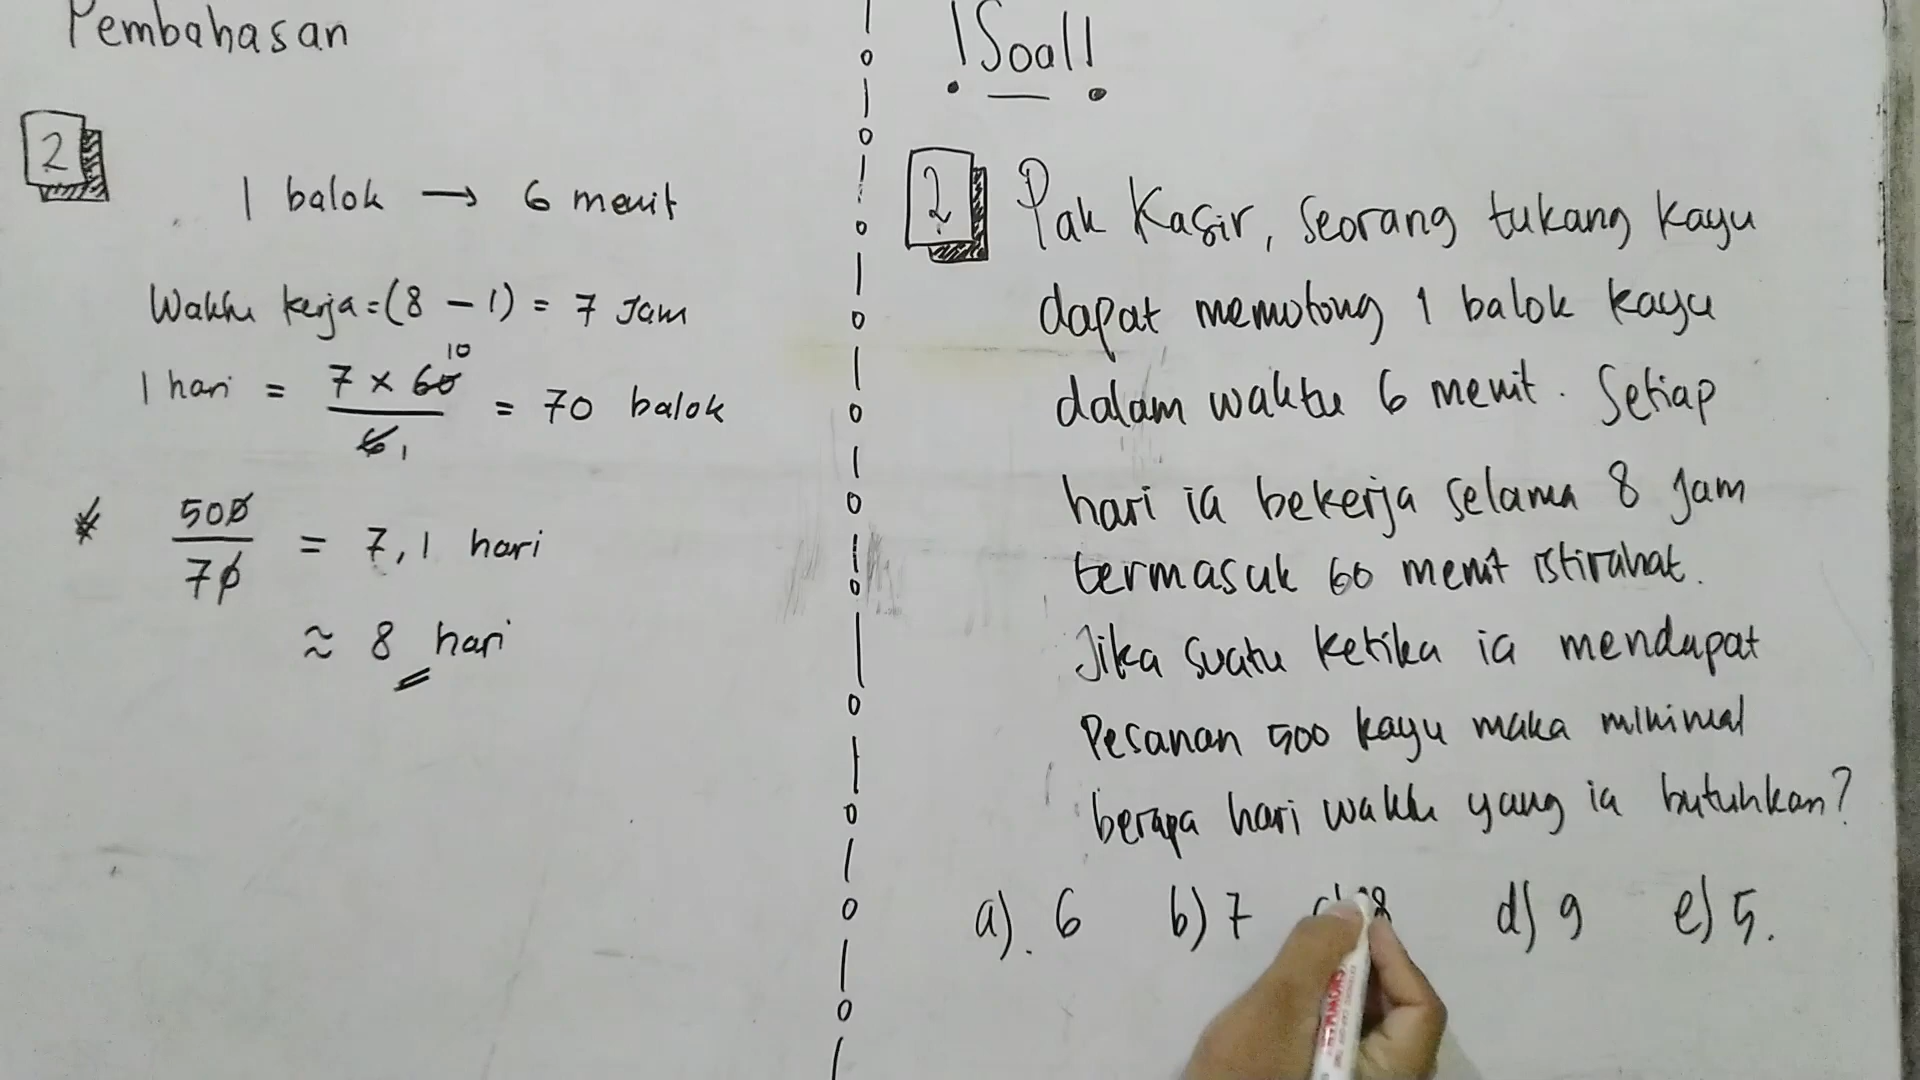 Pembahasan
2
1 balok → 6 menit
Waktu kerja = (8 - 1) = 7 Jam
10
1 hari = 7 x 60 = 70 balok
6 1
* 500 = 7,1 hari
70
≈ 8 hari
! Soal !
2
Pak Kasir, seorang tukang kayu
dapat memotong 1 balok kayu
dalam waktu 6 menit. Setiap
hari ia bekerja selama 8 Jam
termasuk 60 menit istirahat.
Jika suatu ketika ia mendapat
Pesanan 500 kayu maka minimal
berapa hari waktu yang ia butuhkan?
a). 6 b) 7 8 d) 9 e) 5.